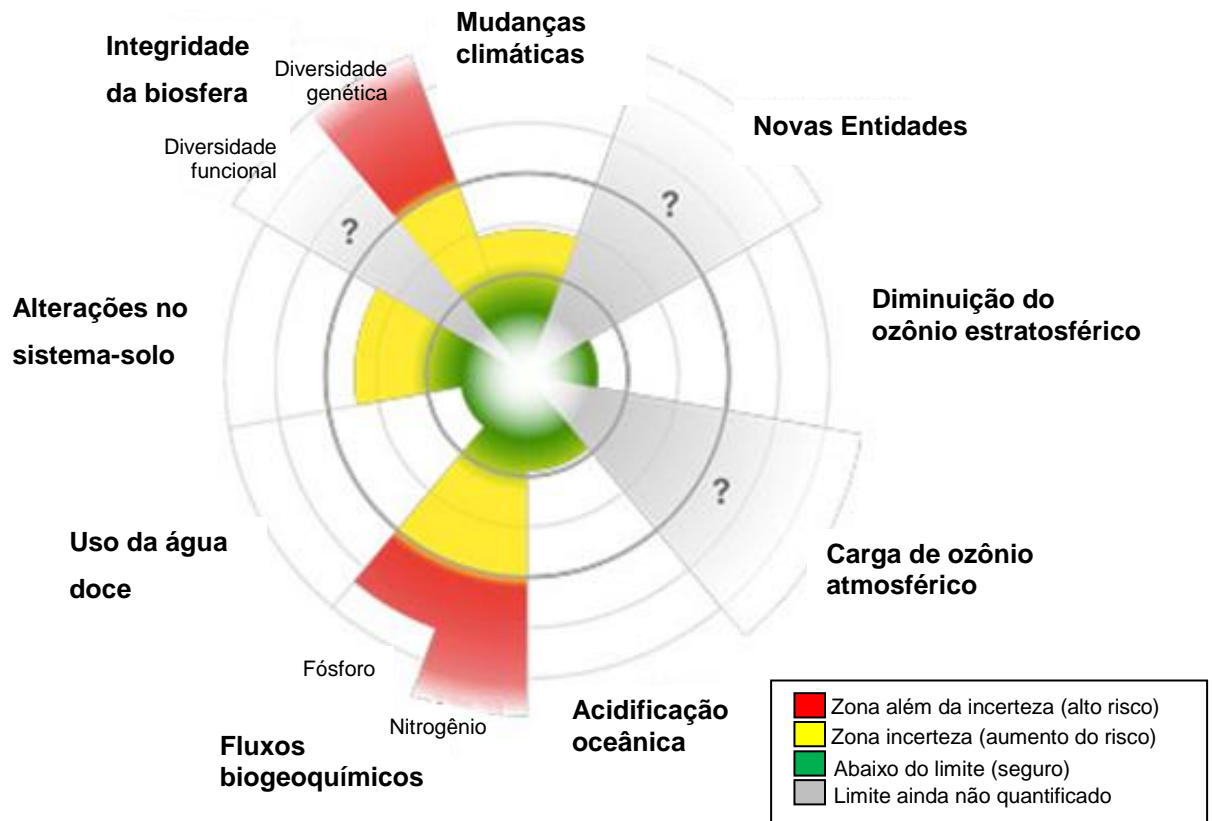 Mudanças
climáticas
Integridade
da biosfera
Diversidade
genética
Diversidade
funcional
Novas Entidades
?
?
Alterações no
sistema-solo
Diminuição do
ozônio estratosférico
?
Uso da água
doce
Carga de ozônio
atmosférico
Fósforo
Nitrogênio
Fluxos
biogeoquímicos
Acidificação
oceânica
Zona além da incerteza (alto risco)
Zona incerteza (aumento do risco)
Abaixo do limite (seguro)
Limite ainda não quantificado